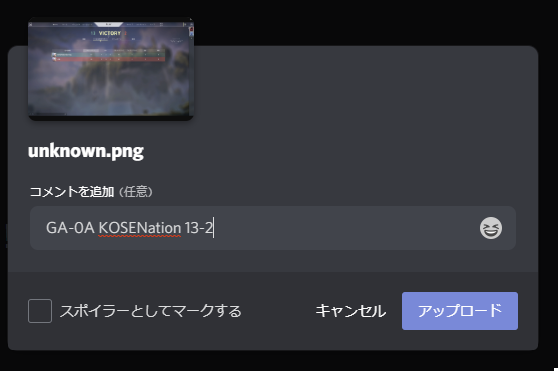 VICTORY
unknown.png
コメントを追加（任意）
GA-0A KOSENation 13-2
スポイラーとしてマークする
キャンセル
アップロード